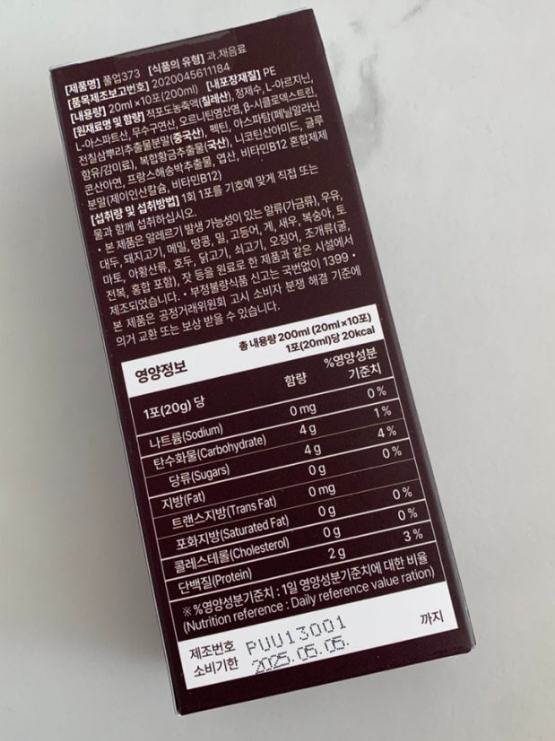 [제품명] 풀업373 [식품의 유형] 과.채음료
[품목제조보고번호] 2020045611184
[내용량] 20ml×10포(200ml) [내포장재질] PE
[원재료명 및 함량] 적포도농축액(칠레산), 정제수, L-아르지닌,
L-아스파트산, 무수구연산, 오르니틴염산염, β-시클로덱스트린,
전칠삼뿌리추출물분말(중국산), 펙틴, 아스파탐(페닐알라닌
함유/감미료), 복합황금추출물(국산), 니코틴산아미드, 글루
콘산아연, 프랑스해송박추출물, 염산, 비타민B12 혼합제제
분말(제이인산칼슘, 비타민B12)
[섭취량 및 섭취방법] 1회 1포를 기호에 맞게 직접 또는
물과 함께 섭취하십시오.
• 본 제품은 알레르기 발생 가능성이 있는 알류(가금류), 우유,
대두, 돼지고기, 메밀, 땅콩, 밀, 고등어, 게, 새우, 복숭아, 토
마토, 아황산류, 호두, 닭고기, 쇠고기, 오징어, 조개류(굴,
전복, 홍합 포함), 잣 등을 원료로 한 제품과 같은 시설에서
제조되었습니다. • 부정불량식품 신고는 국번없이 1399 •
본 제품은 공정거래위원회 고시 소비자 분쟁 해결 기준에
의거 교환 또는 보상 받을 수 있습니다.
영양정보
총 내용량 200ml (20ml×10포)
1포(20ml)당 20kcal
1포(20g) 당 함량 %영양성분 기준치
나트륨(Sodium) 0 mg 0 %
탄수화물(Carbohydrate) 4 g 1 %
당류(Sugars) 4 g 4 %
지방(Fat) 0 g 0 %
트랜스지방(Trans Fat) 0 mg
포화지방(Saturated Fat) 0 g 0 %
콜레스테롤(Cholesterol) 0 g 0 %
단백질(Protein) 2 g 3 %
※ %영양성분기준치 : 1일 영양성분기준치에 대한 비율
(Nutrition reference : Daily reference value ration)
제조번호 PUU13001
소비기한 2025.05.05. 까지